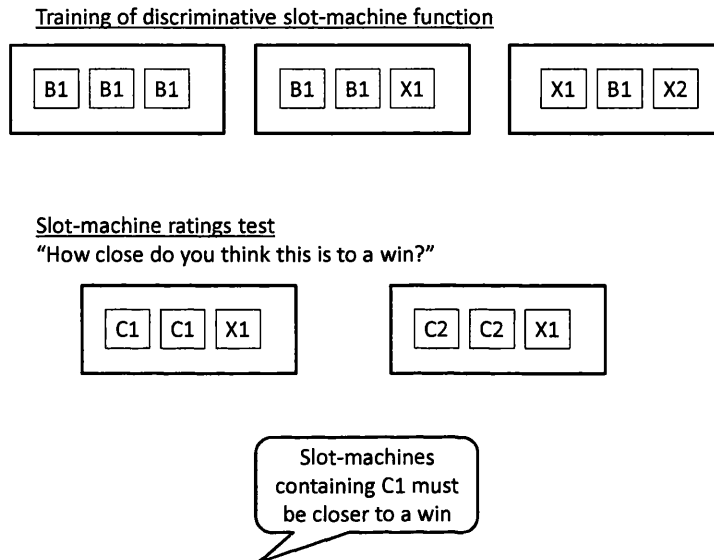 Training of discriminative slot-machine function
B1 B1 B1 B1 B1 X1 X1 B1 X2
Slot-machine ratings test
“How close do you think this is to a win?”
C1 C1 X1 C2 C2 X1
Slot-machines
containing C1 must
be closer to a win